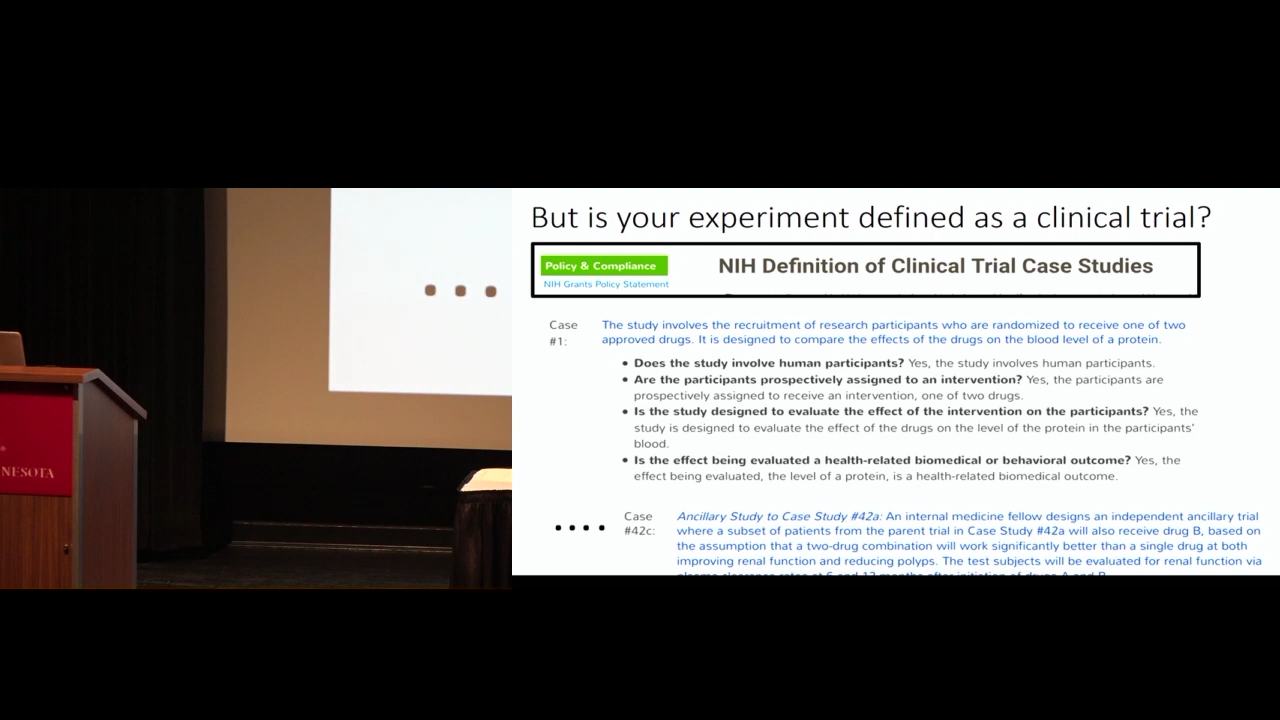 But is your experiment defined as a clinical trial?
Policy & Compliance
NIH Definition of Clinical Trial Case Studies
NIH Grants Policy Statement
Case
#1:
The study involves the recruitment of research participants who are randomized to receive one of two
approved drugs. It is designed to compare the effects of the drugs on the blood level of a protein.
• Does the study involve human participants? Yes, the study involves human participants.
• Are the participants prospectively assigned to an intervention? Yes, the participants are
prospectively assigned to receive an intervention, one of two drugs.
• Is the study designed to evaluate the effect of the intervention on the participants? Yes, the
study is designed to evaluate the effect of the drugs on the level of the protein in the participants'
blood.
• Is the effect being evaluated a health-related biomedical or behavioral outcome? Yes, the
effect being evaluated, the level of a protein, is a health-related biomedical outcome.
....
Case
#42c:
Ancillary Study to Case Study #42a: An internal medicine fellow designs an independent ancillary trial
where a subset of patients from the parent trial in Case Study #42a will also receive drug B, based on
the assumption that a two-drug combination will work significantly better than a single drug at both
improving renal function and reducing polyps. The test subjects will be evaluated for renal function via
NESOTA